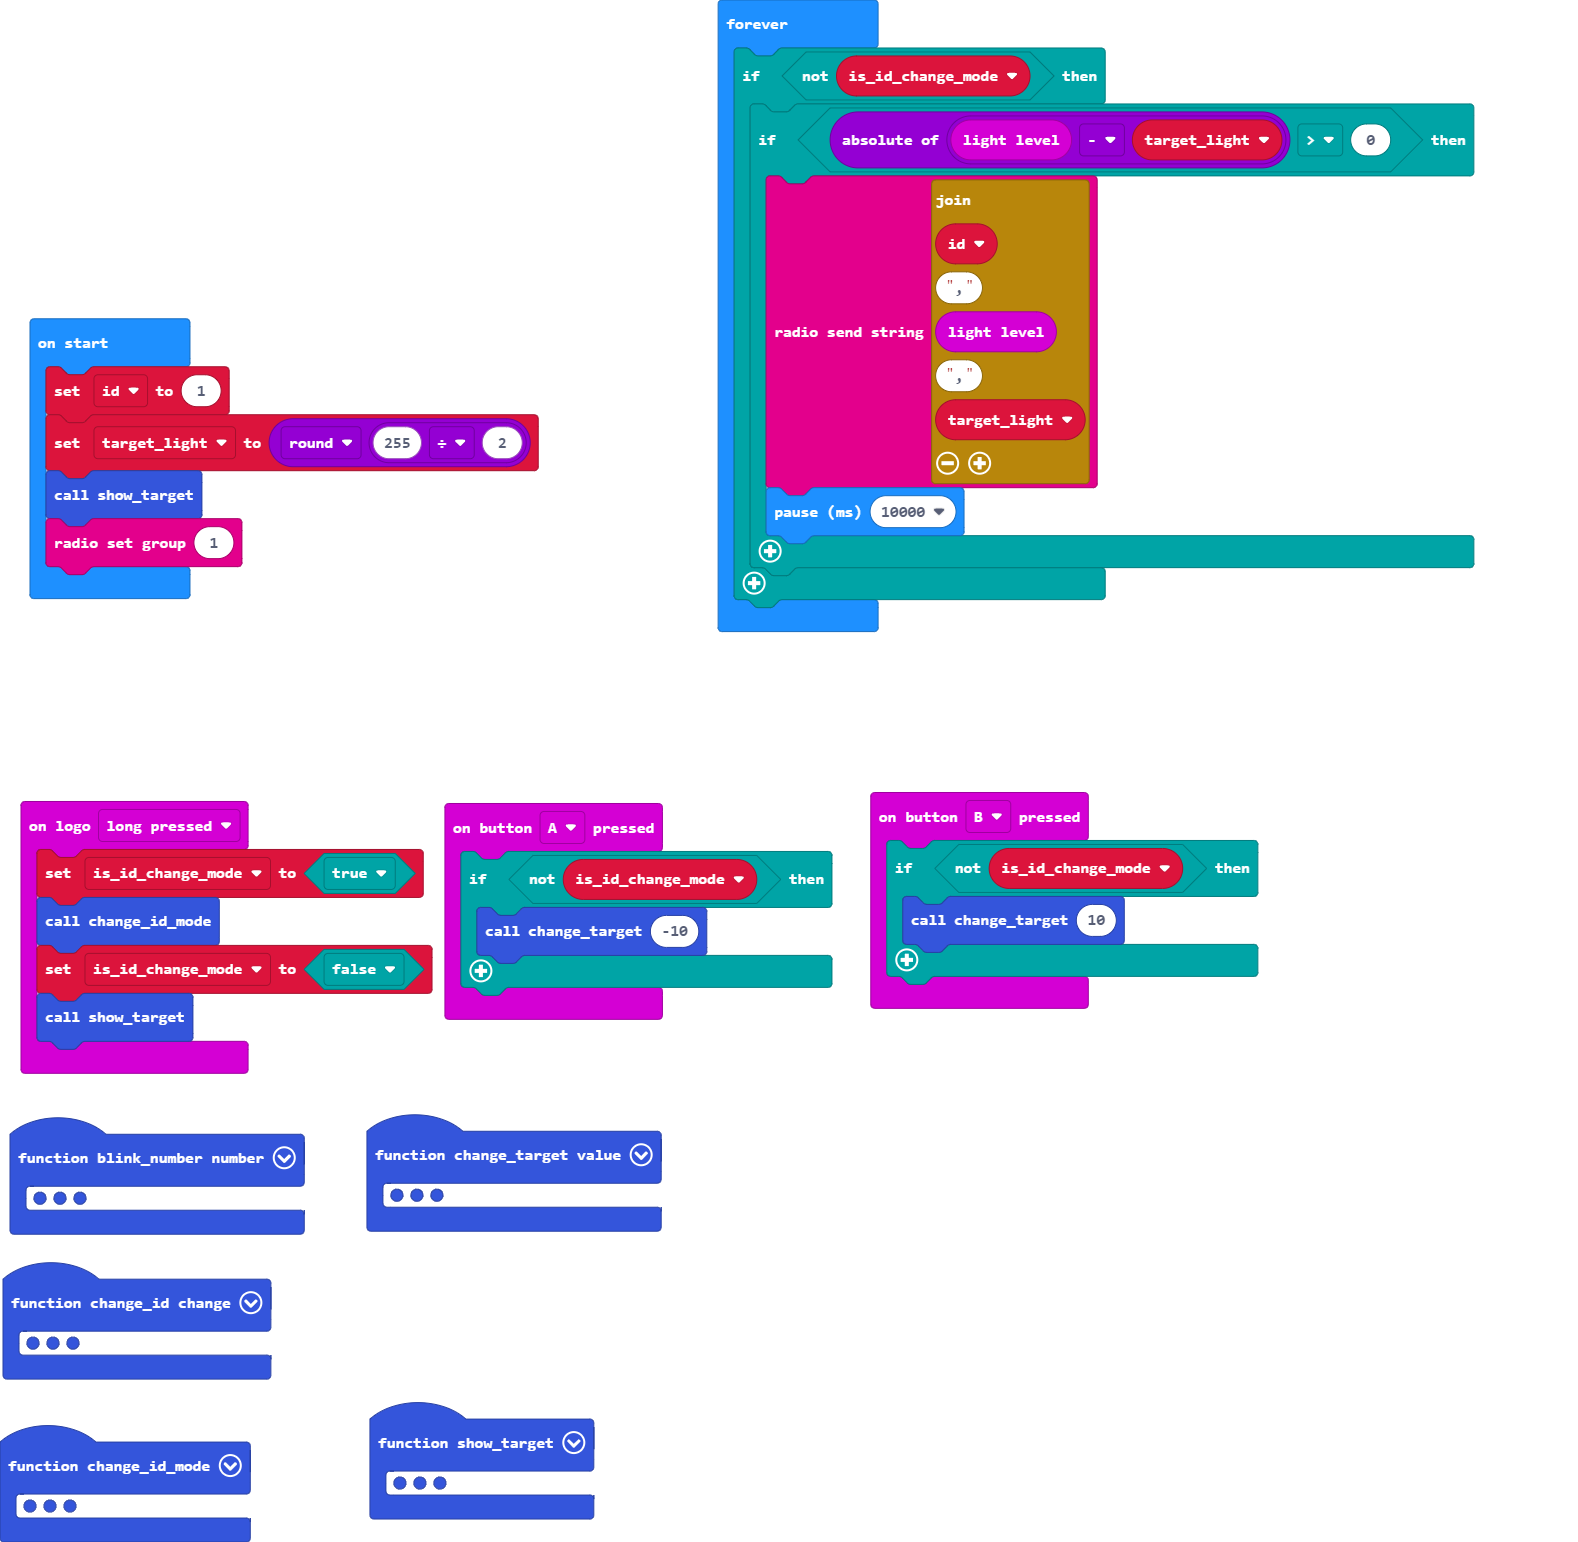 forever
if not is_id_change_mode then
if absolute of light level - target_light > 0 then
radio send string join
id
","
light level
","
target_light
pause (ms) 10000
on start
set id to 1
set target_light to round 255 ÷ 2
call show_target
radio set group 1
on logo long pressed
set is_id_change_mode to true
call change_id_mode
set is_id_change_mode to false
call show_target
on button A pressed
if not is_id_change_mode then
call change_target -10
on button B pressed
if not is_id_change_mode then
call change_target 10
function blink_number number
function change_target value
function change_id change
function show_target
function change_id_mode